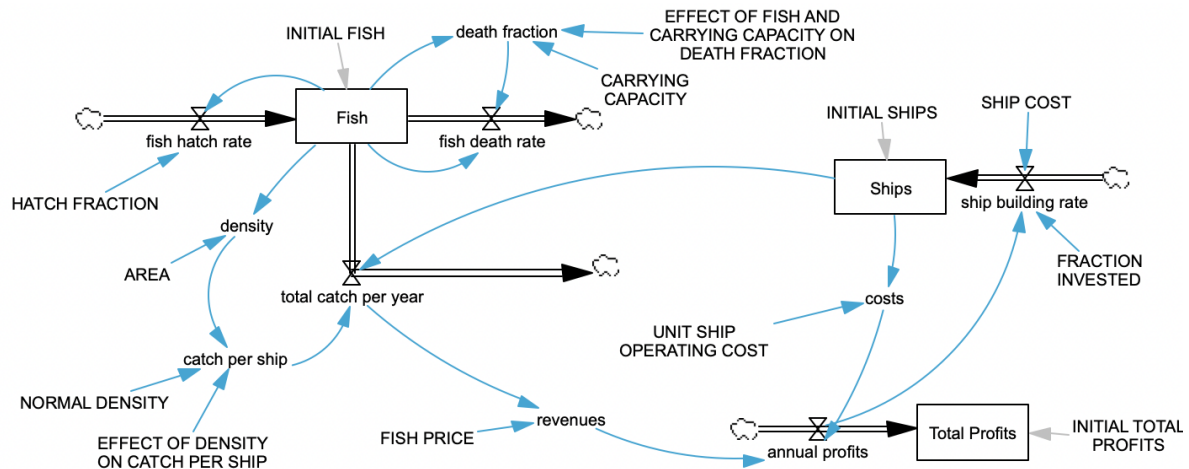 EFFECT OF FISH AND
CARRYING CAPACITY ON
DEATH FRACTION
INITIAL FISH
death fraction
CARRYING
CAPACITY
Fish
fish hatch rate
fish death rate
HATCH FRACTION
INITIAL SHIPS
SHIP COST
Ships
ship building rate
FRACTION
INVESTED
density
AREA
total catch per year
costs
UNIT SHIP
OPERATING COST
catch per ship
NORMAL DENSITY
EFFECT OF DENSITY
ON CATCH PER SHIP
FISH PRICE
revenues
annual profits
Total Profits
INITIAL TOTAL
PROFITS